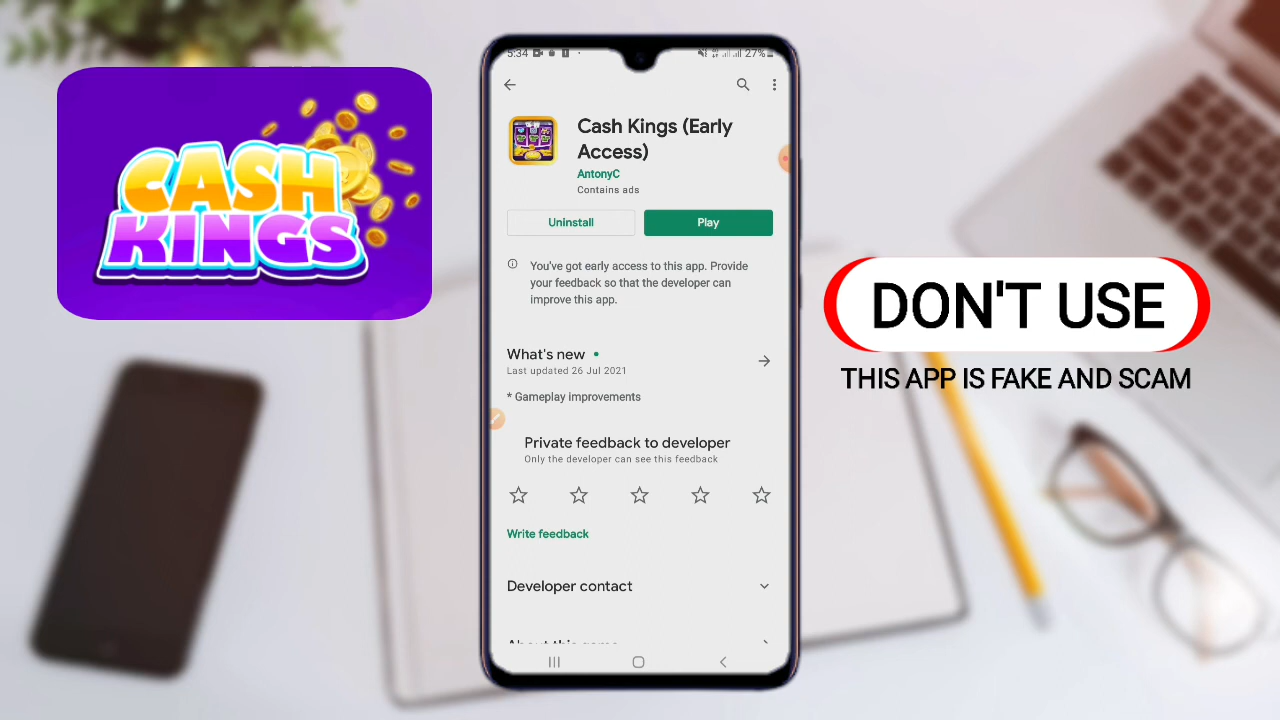 CASH
KINGS
5:34
27%
Cash Kings (Early
Access)
AntonyC
Contains ads
Uninstall
Play
You've got early access to this app. Provide
your feedback so that the developer can
improve this app.
What's new
Last updated 26 Jul 2021
* Gameplay improvements
Private feedback to developer
Only the developer can see this feedback
Write feedback
Developer contact
About this game
DON'T USE
THIS APP IS FAKE AND SCAM